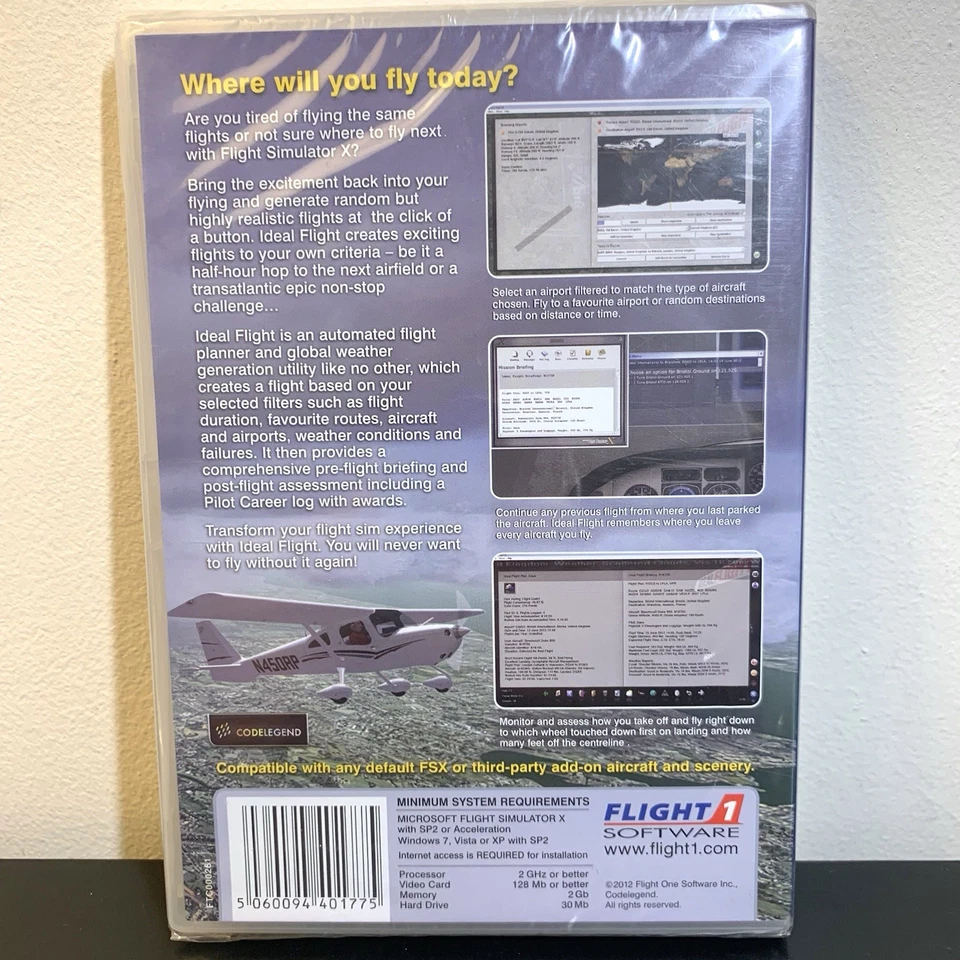 Where will you fly today?
Are you tired of flying the same
flights or not sure where to fly next
with Flight Simulator X?
Bring the excitement back into your
flying and generate random but
highly realistic flights at the click of
a button. Ideal Flight creates exciting
flights to your own criteria – be it a
half-hour hop to the next airfield or a
transatlantic epic non-stop
challenge...
Ideal Flight is an automated flight
planner and global weather
generation utility like no other, which
creates a flight based on your
selected filters such as flight
duration, favourite routes, aircraft
and airports, weather conditions and
failures. It then provides a
comprehensive pre-flight briefing and
post-flight assessment including a
Pilot Career log with awards.
Transform your flight sim experience
with Ideal Flight. You will never want
to fly without it again!
Select an airport filtered to match the type of aircraft
chosen. Fly to a favourite airport or random destinations
based on distance or time.
Mission Briefing
Continue any previous flight from where you last parked
the aircraft. Ideal Flight remembers where you leave
every aircraft you fly.
Monitor and assess how you take off and fly right down
to which wheel touched down first on landing and how
many feet off the centreline .
N450RP
CODELEGEND
Compatible with any default FSX or third-party add-on aircraft and scenery.
FTC000261
5 060094 401775
MINIMUM SYSTEM REQUIREMENTS
MICROSOFT FLIGHT SIMULATOR X
with SP2 or Acceleration
Windows 7, Vista or XP with SP2
Internet access is REQUIRED for installation
Processor 2 GHz or better
Video Card 128 Mb or better
Memory 2Gb
Hard Drive 30 Mb
FLIGHT 1
SOFTWARE
www.flight1.com
©2012 Flight One Software Inc.,
Codelegend.
All rights reserved.